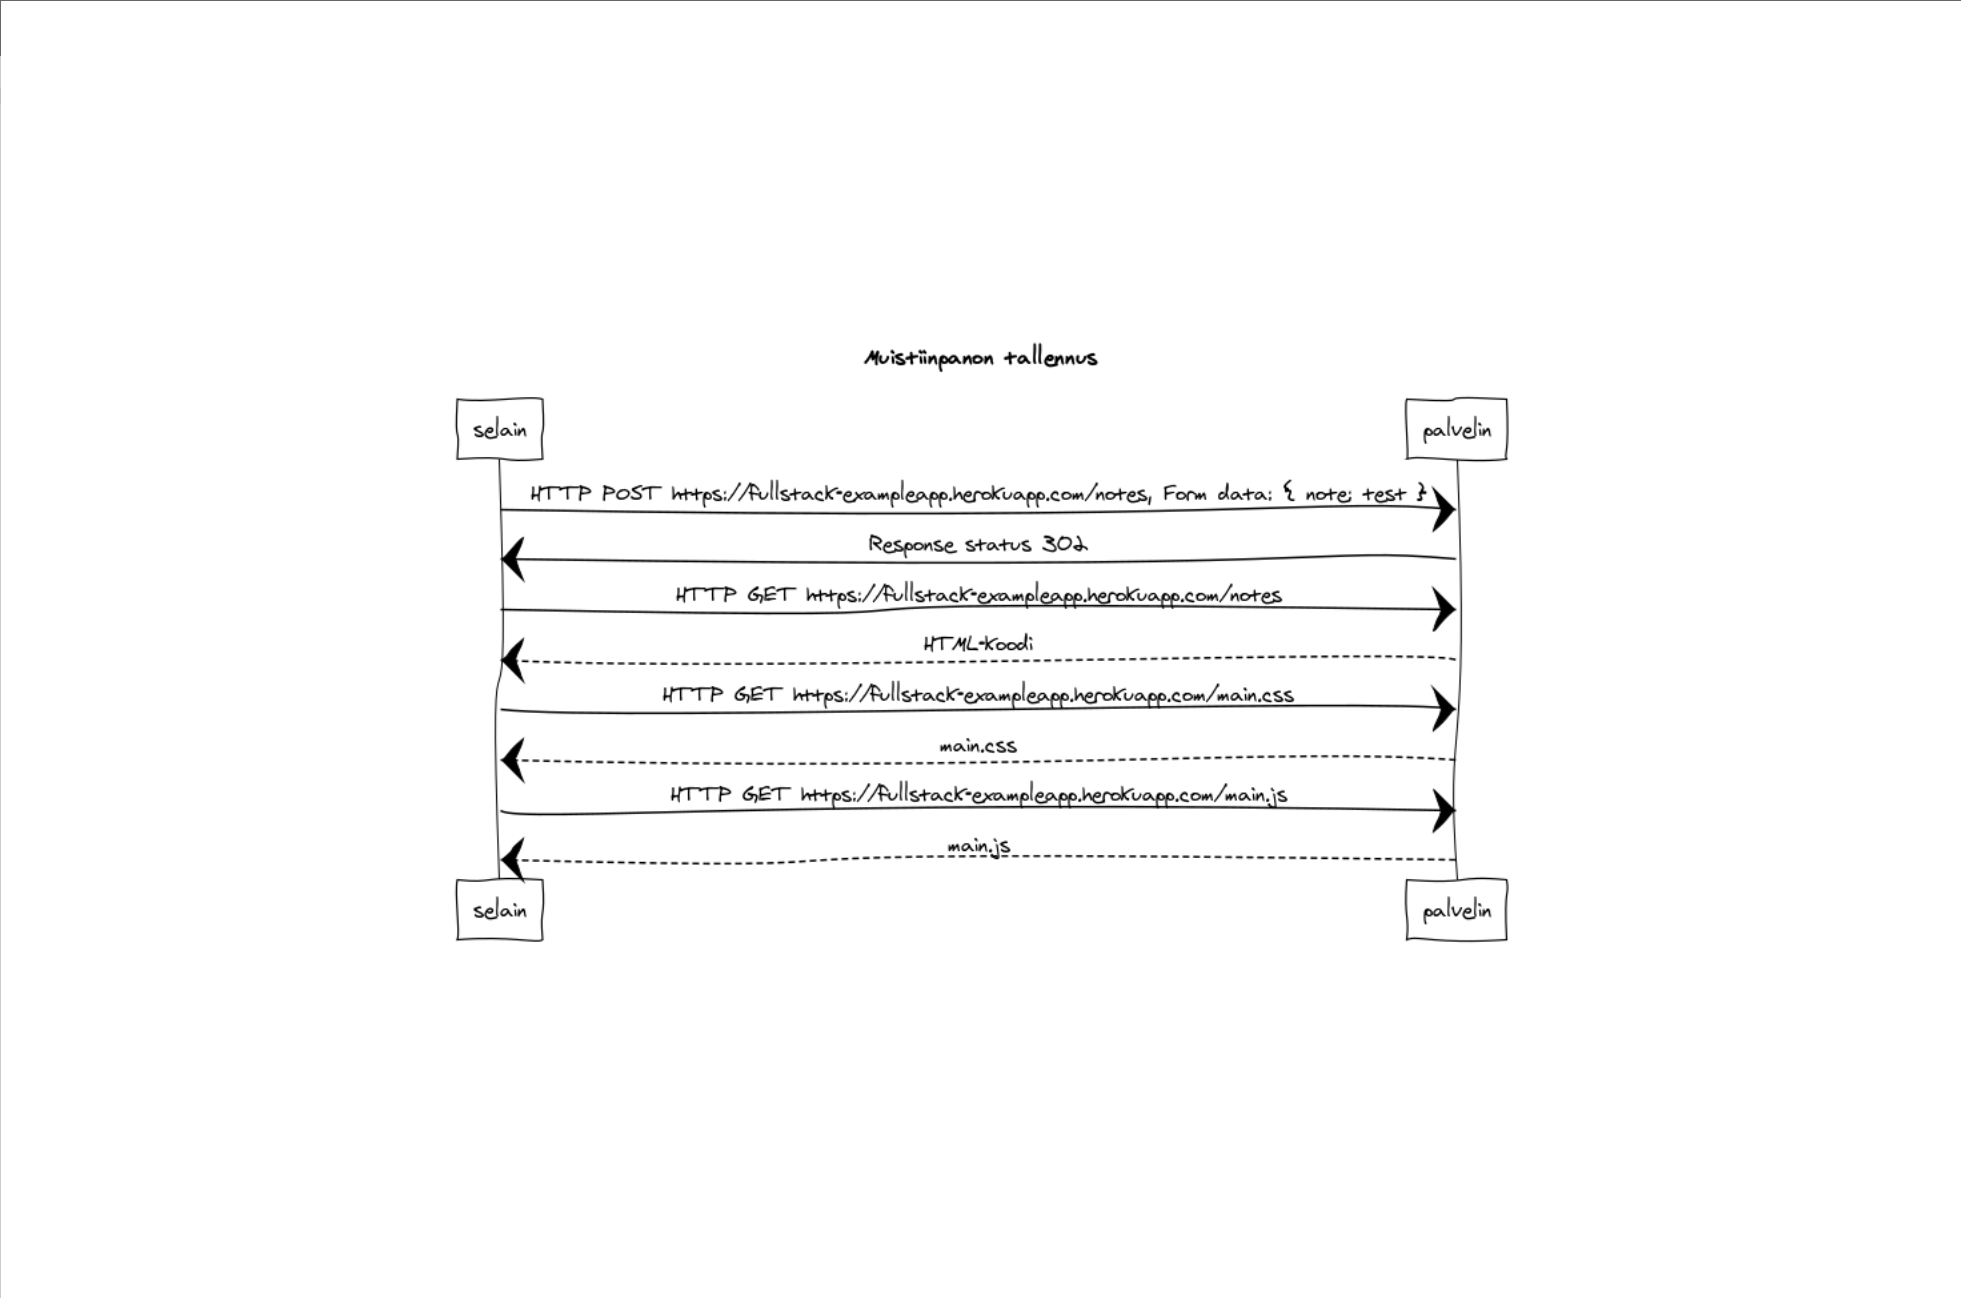 Muistiinpanon tallennus
selain
palvelin
HTTP POST https://fullstack-exampleapp.herokuapp.com/notes, Form data: { note: test }
Response status 302
HTTP GET https://fullstack-exampleapp.herokuapp.com/notes
HTML-koodi
HTTP GET https://fullstack-exampleapp.herokuapp.com/main.css
main.css
HTTP GET https://fullstack-exampleapp.herokuapp.com/main.js
main.js
selain
palvelin